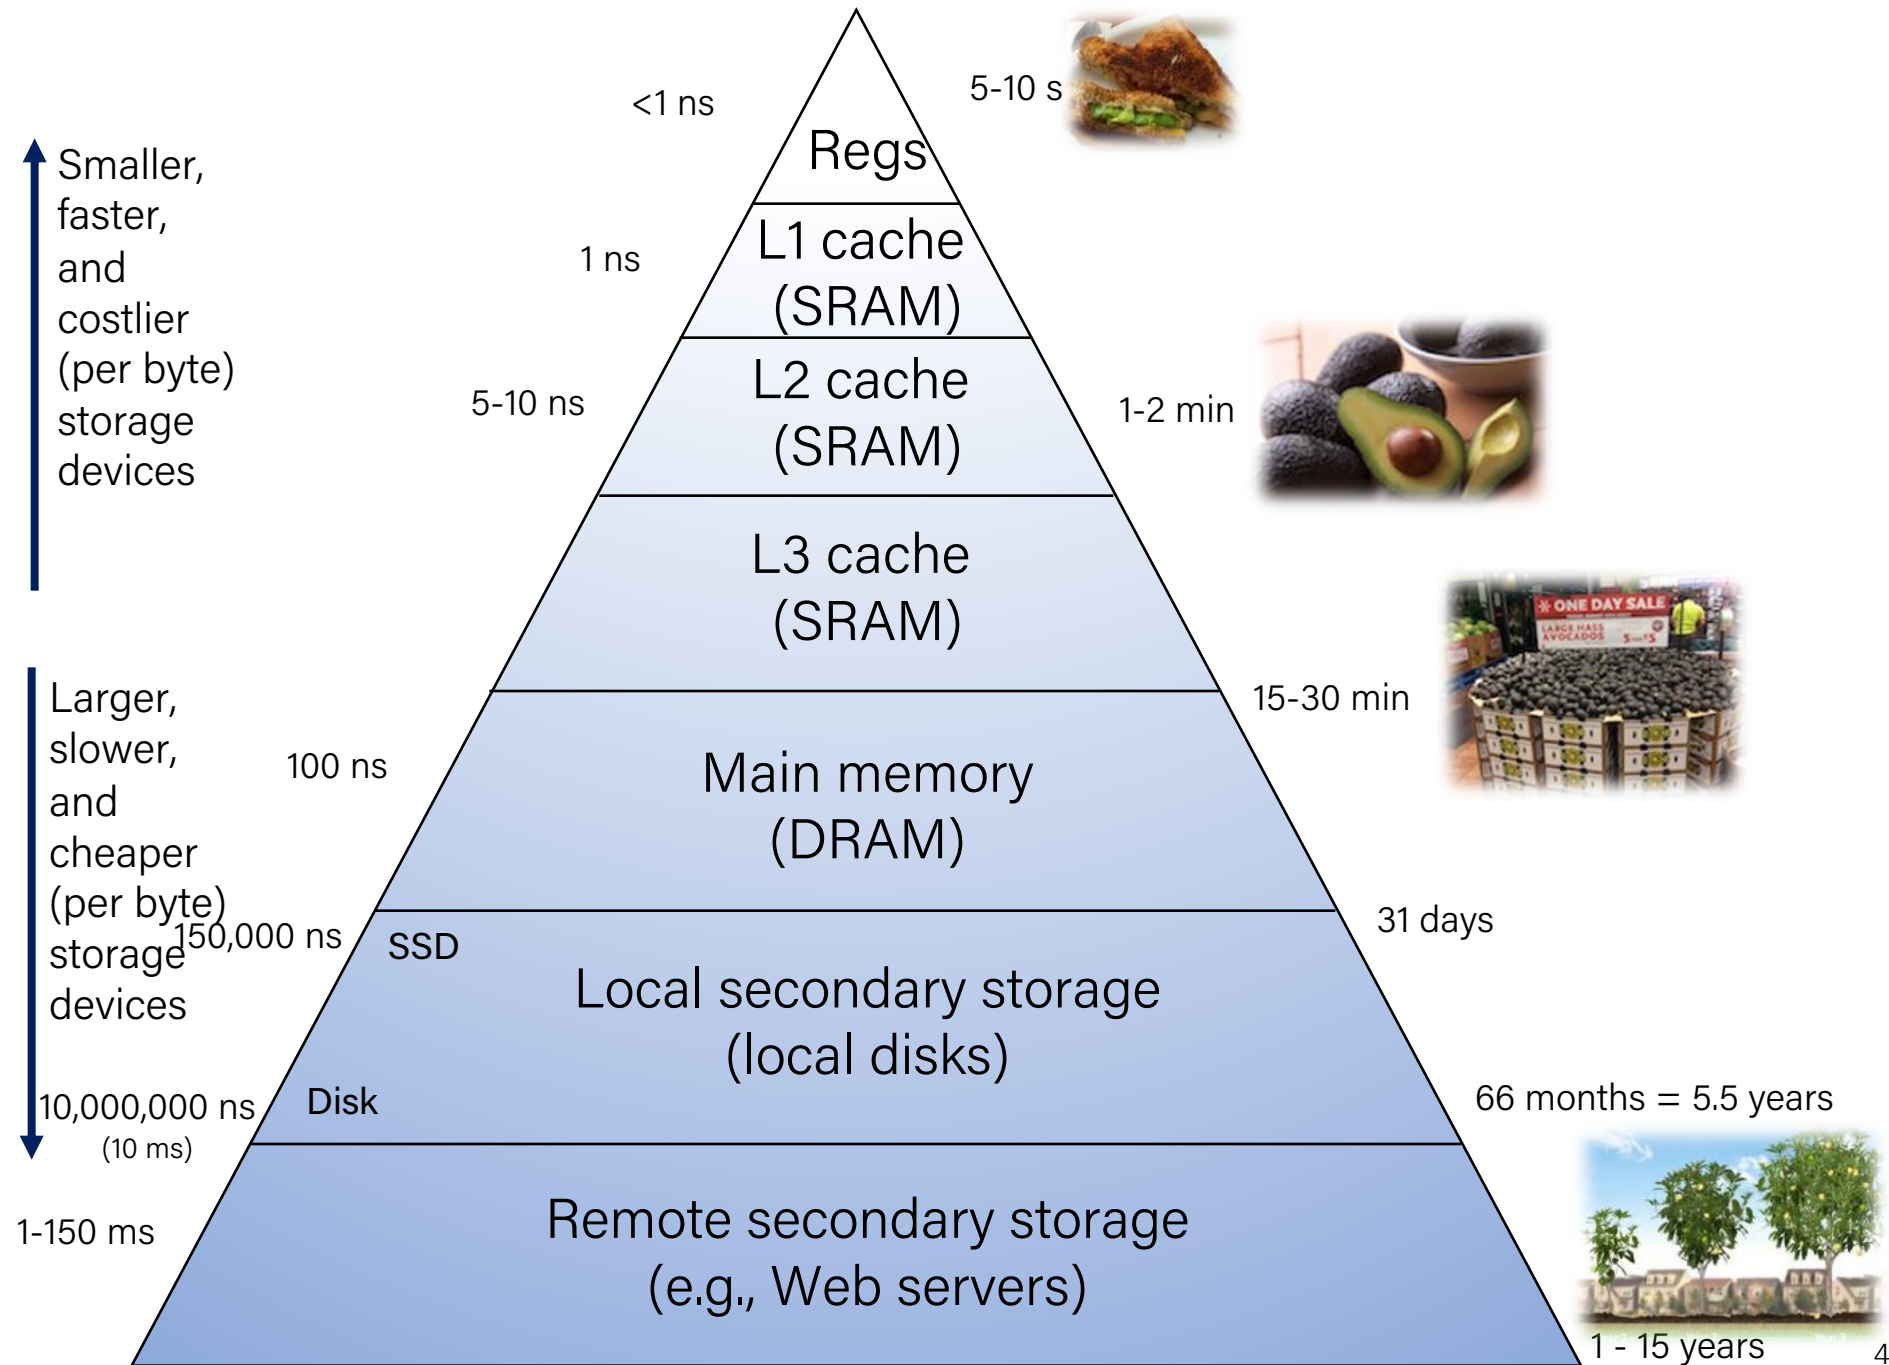 <1 ns
5-10 s
Regs
Smaller,
faster,
and
costlier
(per byte)
storage
devices
1 ns
L1 cache
(SRAM)
5-10 ns
L2 cache
(SRAM)
1-2 min
L3 cache
(SRAM)
ONE DAY SALE
LARGE HASS
AVOCADOS
15-30 min
Larger,
slower,
and
cheaper
(per byte)
storage
devices
100 ns
Main memory
(DRAM)
150,000 ns
SSD
31 days
Local secondary storage
(local disks)
10,000,000 ns
(10 ms)
Disk
66 months = 5.5 years
1-150 ms
Remote secondary storage
(e.g., Web servers)
1 - 15 years
4